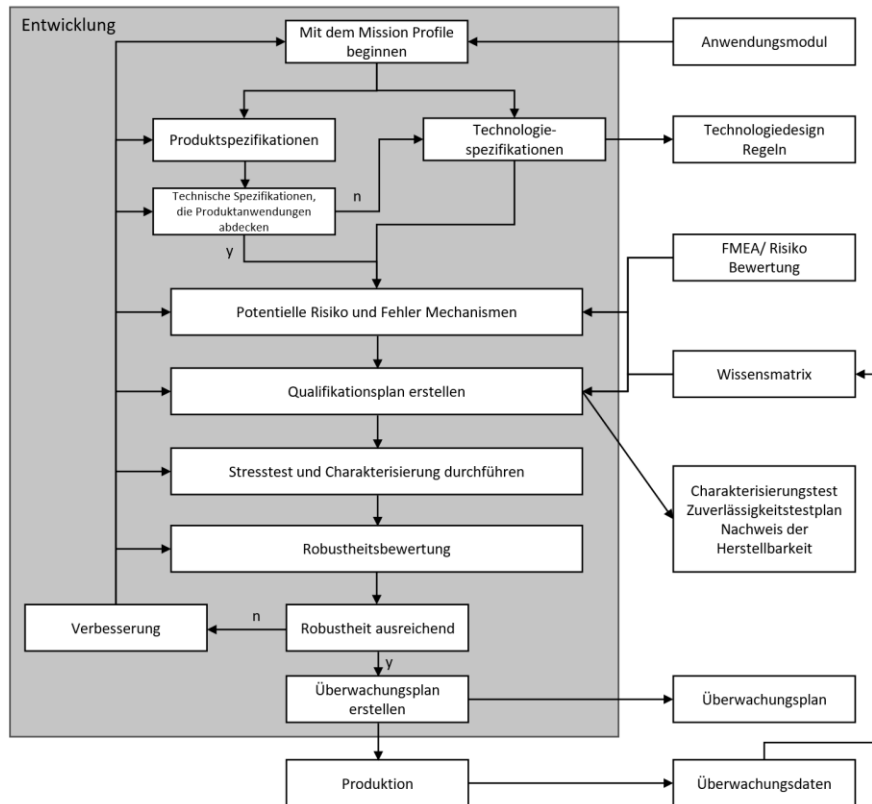 Entwicklung
Mit dem Mission Profile
beginnen
Anwendungsmodul
Produktspezifikationen
Technologie-
spezifikationen
Technologiedesign
Regeln
Technische Spezifikationen,
die Produktanwendungen
abdecken
n
y
FMEA/ Risiko
Bewertung
Potentielle Risiko und Fehler Mechanismen
Qualifikationsplan erstellen
Wissensmatrix
Stresstest und Charakterisierung durchführen
Charakterisierungstest
Zuverlässigkeitstestplan
Nachweis der
Herstellbarkeit
Robustheitsbewertung
Verbesserung
n
Robustheit ausreichend
y
Überwachungsplan
erstellen
Überwachungsplan
Produktion
Überwachungsdaten